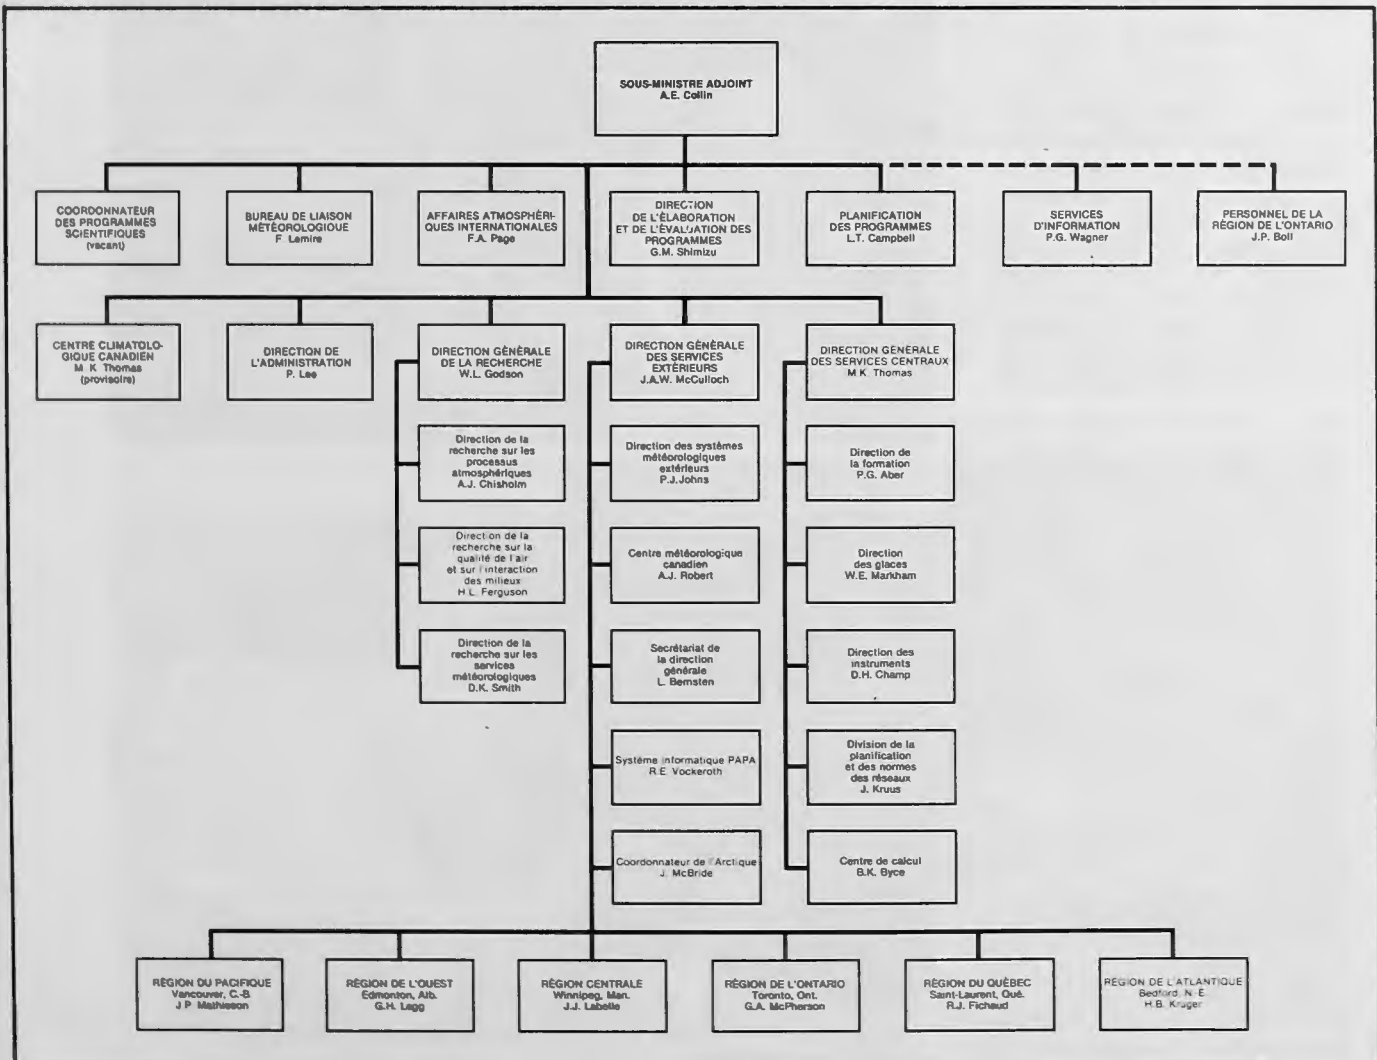 SOUS-MINISTRE ADJOINT
A.E. Collin
COORDONNATEUR
DES PROGRAMMES
SCIENTIFIQUES
(vacant)
BUREAU DE LIAISON
MÉTÉOROLOGIQUE
F. Lemire
AFFAIRES ATMOSPHÉRI-
QUES INTERNATIONALES
F.A. Page
DIRECTION
DE L'ÉLABORATION
ET DE L'ÉVALUATION DES
PROGRAMMES
G.M. Shimizu
PLANIFICATION
DES PROGRAMMES
L.T. Campbell
SERVICES
D'INFORMATION
P.G. Wagner
PERSONNEL DE LA
RÉGION DE L'ONTARIO
J.P. Boll
CENTRE CLIMATOLO-
GIQUE CANADIEN
M.K. Thomas
(provisoire)
DIRECTION DE
L'ADMINISTRATION
P. Lee
DIRECTION GÉNÉRALE
DE LA RECHERCHE
W.L. Godson
DIRECTION GÉNÉRALE
DES SERVICES
EXTÉRIEURS
J.A.W. McCulloch
DIRECTION GÉNÉRALE
DES SERVICES CENTRAUX
M.K. Thomas
Direction de la
recherche sur les
processus
atmosphériques
A.J. Chisholm
Direction des systèmes
météorologiques
extérieurs
P.J. Johns
Direction de
la formation
P.G. Aber
Direction de la
recherche sur la
qualité de l'air
et sur l'interaction
des milieux
H.L. Ferguson
Centre météorologique
canadien
A.J. Robert
Direction
des glaces
W.E. Markham
Direction de la
recherche sur les
services
météorologiques
D.K. Smith
Secrétariat de
la direction
générale
L. Bernsten
Direction des
instruments
D.H. Champ
Système informatique PAPA
R.E. Vockeroth
Division de la
planification
et des normes
des réseaux
J. Kruus
Coordonnateur de l'Arctique
J. McBride
Centre de calcul
B.K. Byce
RÉGION DU PACIFIQUE
Vancouver, C.-B.
J.P. Mathieson
RÉGION DE L'OUEST
Edmonton, Alb.
G.H. Legg
RÉGION CENTRALE
Winnipeg, Man.
J.J. Labelle
RÉGION DE L'ONTARIO
Toronto, Ont.
G.A. McPherson
RÉGION DU QUÉBEC
Saint-Laurent, Qué.
R.J. Fichaud
RÉGION DE L'ATLANTIQUE
Bedford, N.-E.
H.B. Kruger